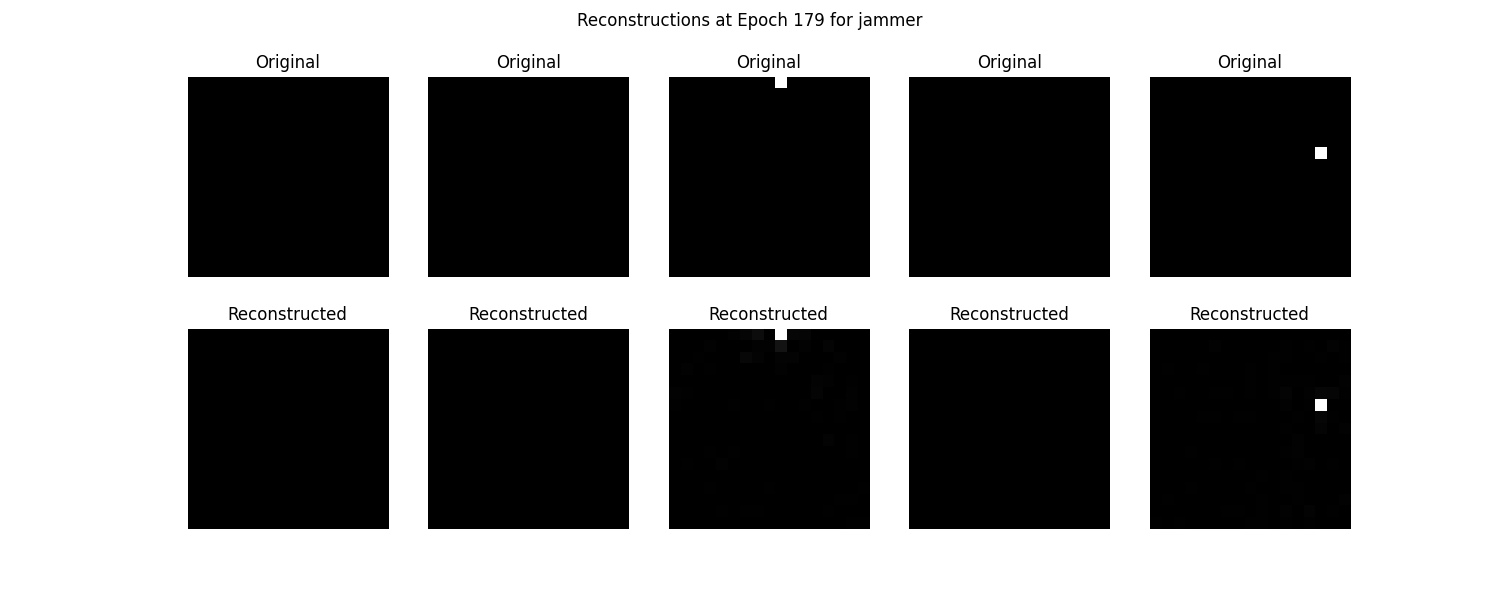 Reconstructions at Epoch 179 for jammer
Original Original Original Original Original
Reconstructed Reconstructed Reconstructed Reconstructed Reconstructed